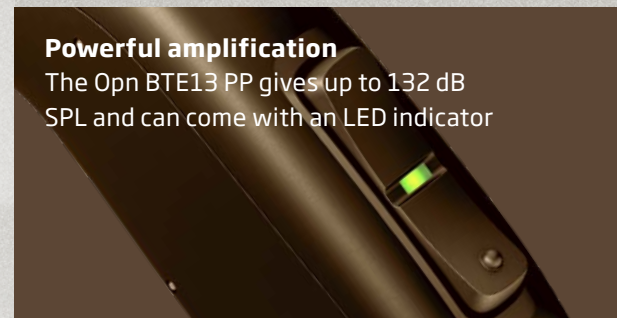 Powerful amplification
The Opn BTE13 PP gives up to 132 dB
SPL and can come with an LED indicator